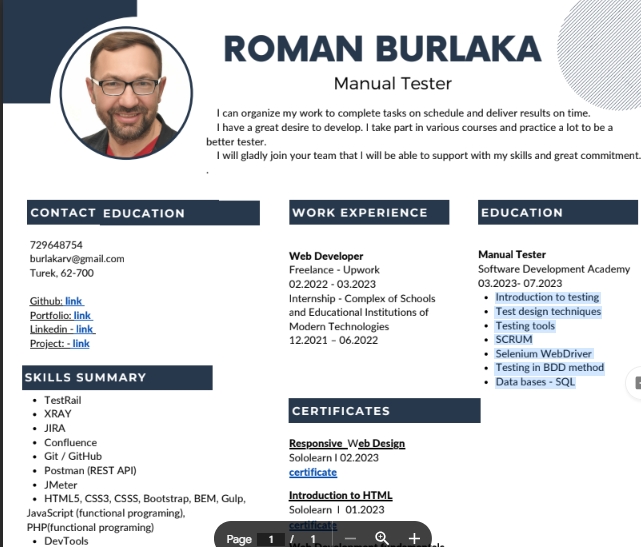 ROMAN BURLAKA
Manual Tester
I can organize my work to complete tasks on schedule and deliver results on time.
I have a great desire to develop. I take part in various courses and practice a lot to be a
better tester.
I will gladly join your team that I will be able to support with my skills and great commitment.
.
CONTACT EDUCATION
729648754
burlakarv@gmail.com
Turek, 62-700
Github: link
Portfolio: link
Linkedin - link
Project: - link
SKILLS SUMMARY
TestRail
XRAY
JIRA
Confluence
Git / GitHub
Postman (REST API)
JMeter
HTML5, CSS3, CSSS, Bootstrap, BEM, Gulp,
JavaScript (functional programing),
PHP(functional programing)
DevTools
WORK EXPERIENCE
Web Developer
Freelance - Upwork
02.2022 - 03.2023
Internship - Complex of Schools
and Educational Institutions of
Modern Technologies
12.2021 – 06.2022
CERTIFICATES
Responsive Web Design
Sololearn l 02.2023
certificate
Introduction to HTML
Sololearn l 01.2023
certificate
EDUCATION
Manual Tester
Software Development Academy
03.2023- 07.2023
Introduction to testing
Test design techniques
Testing tools
SCRUM
Selenium WebDriver
Testing in BDD method
Data bases - SQL
Page 1 / 1